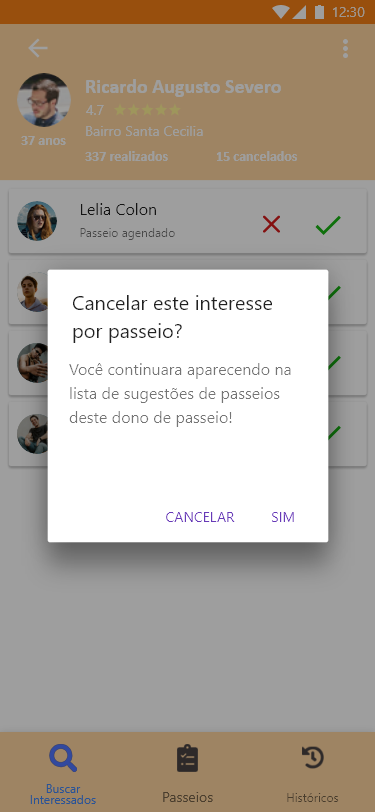 12:30
Ricardo Augusto Severo
4.7
Bairro Santa Cecilia
37 anos
337 realizados 15 cancelados
Lelia Colon
Passeio agendado
Cancelar este interesse
por passeio?
Você continuara aparecendo na
lista de sugestões de passeios
deste dono de passeio!
CANCELAR SIM
Buscar
Interessados
Passeios
Históricos